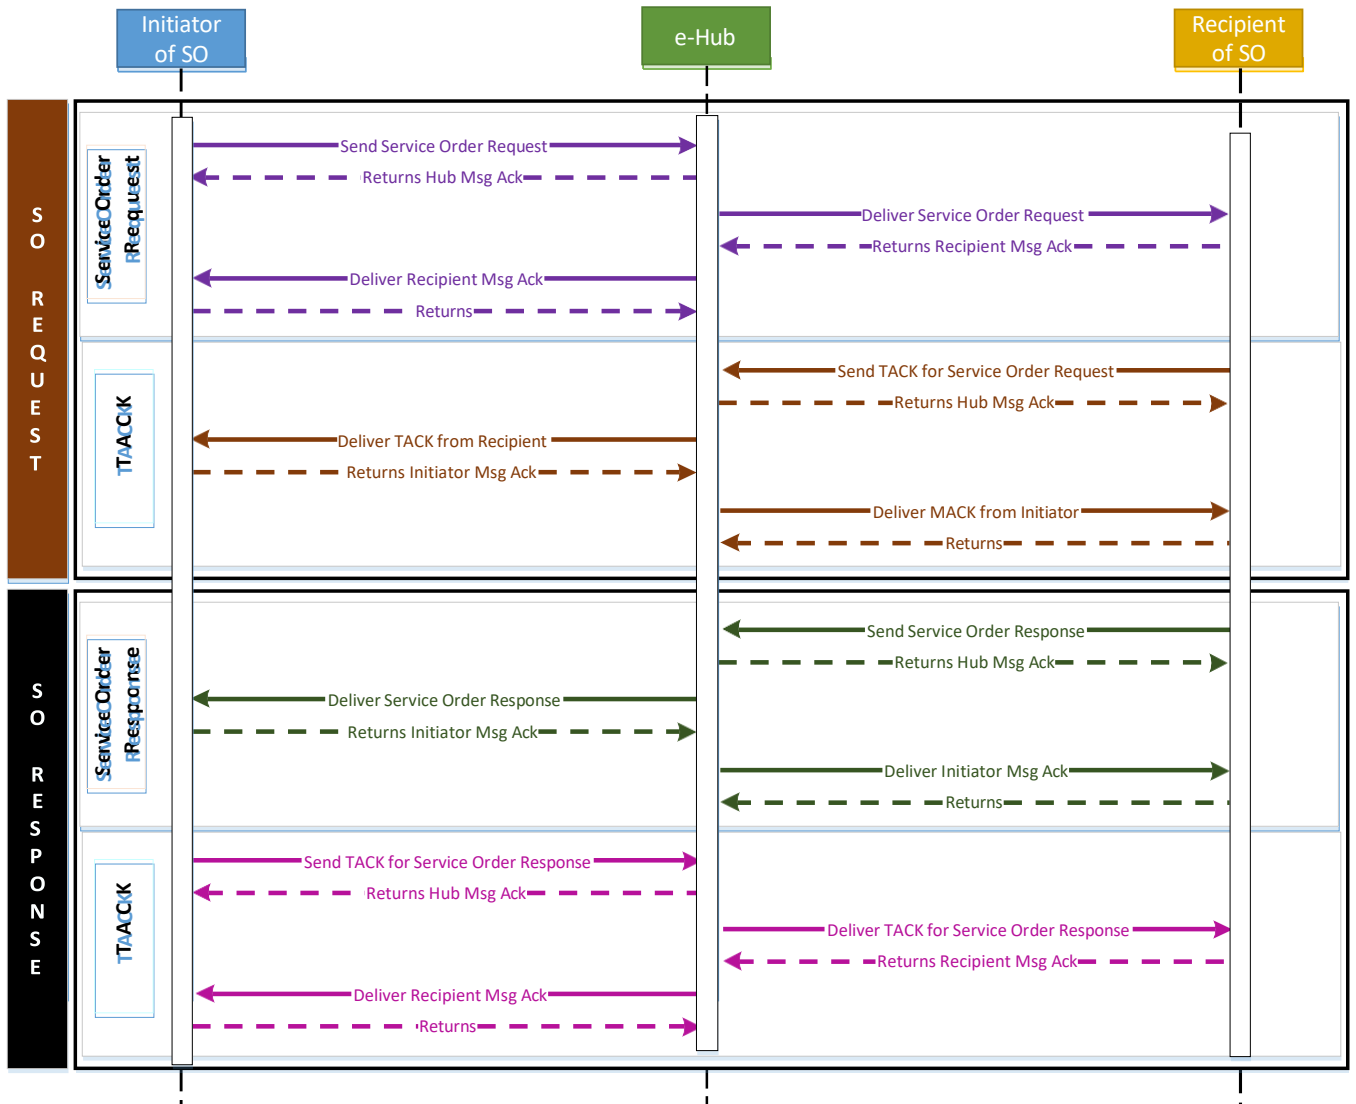 Initiator
of SO
e-Hub
Recipient
of SO
SO REQUEST
Service Order
Request
Send Service Order Request
Returns Hub Msg Ack
Deliver Service Order Request
Returns Recipient Msg Ack
Deliver Recipient Msg Ack
Returns
TACK
Send TACK for Service Order Request
Returns Hub Msg Ack
Deliver TACK from Recipient
Returns Initiator Msg Ack
Deliver MACK from Initiator
Returns
SO RESPONSE
Service Order
Response
Send Service Order Response
Returns Hub Msg Ack
Deliver Service Order Response
Returns Initiator Msg Ack
Deliver Initiator Msg Ack
Returns
TACK
Send TACK for Service Order Response
Returns Hub Msg Ack
Deliver TACK for Service Order Response
Returns Recipient Msg Ack
Deliver Recipient Msg Ack
Returns